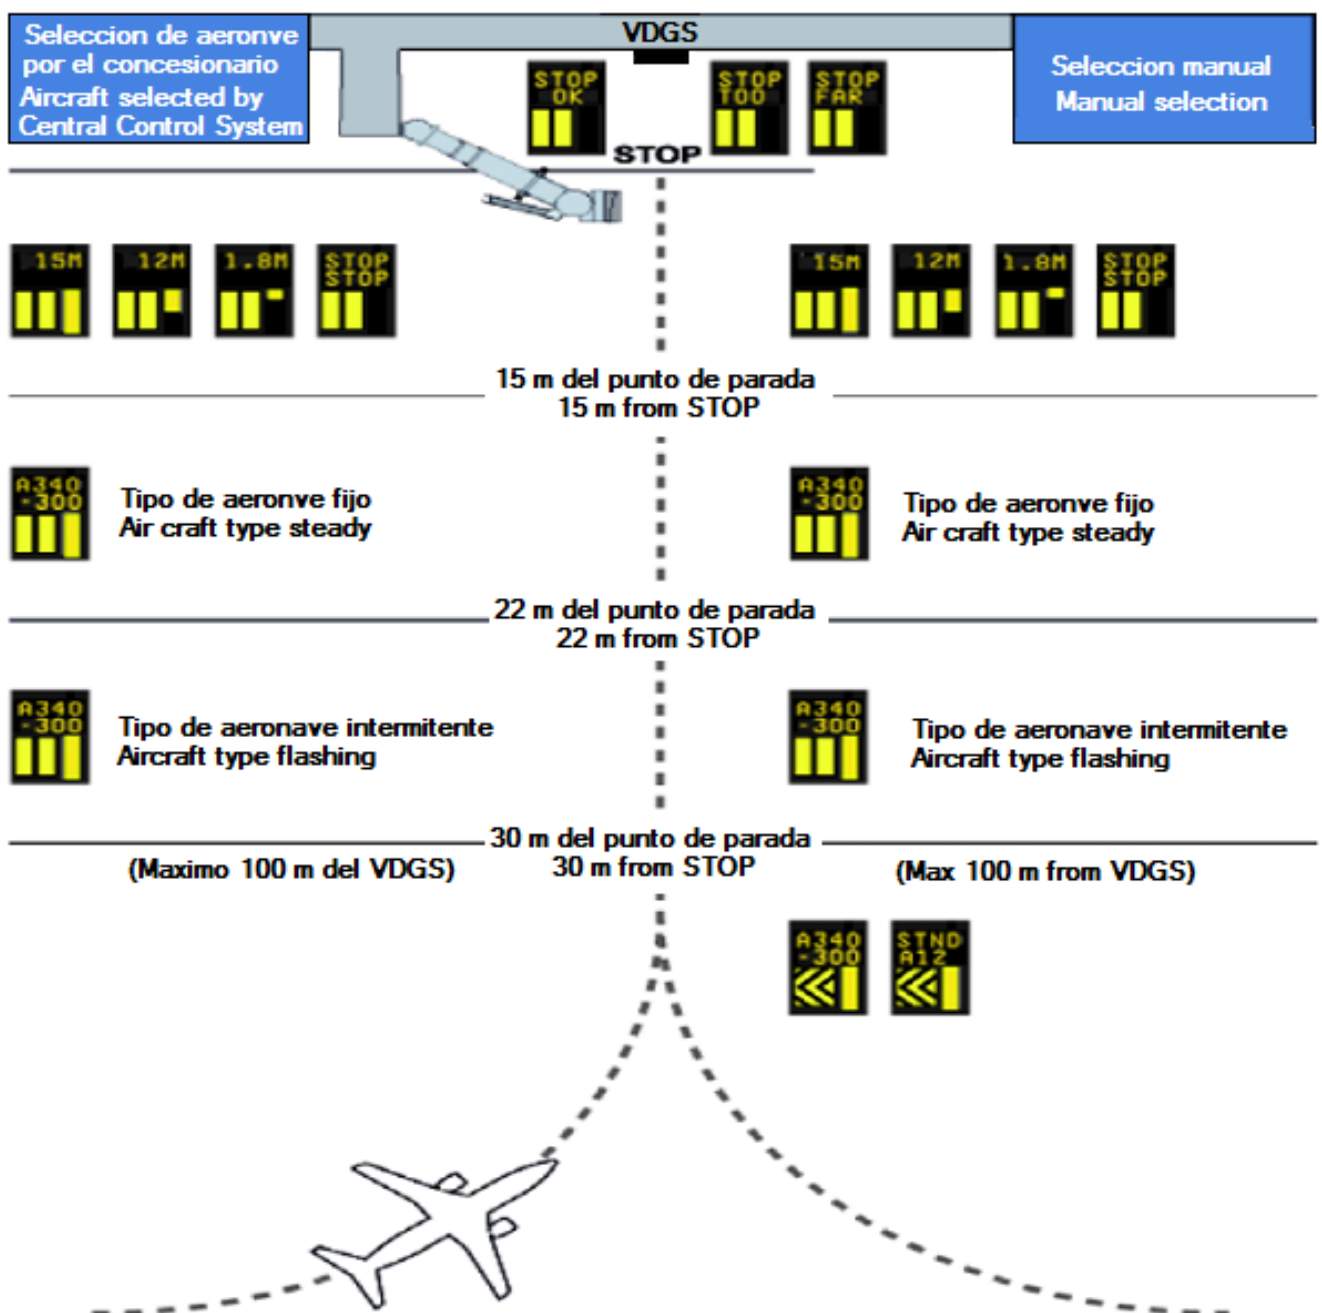 Seleccion de aeronve
por el concesionario
Aircraft selected by
Central Control System
VDGS
Seleccion manual
Manual selection
STOP
OK
STOP
TOO
STOP
FAR
STOP
15M
12M
1.8M
STOP
STOP
15M
12M
1.8M
STOP
STOP
15 m del punto de parada
15 m from STOP
A340
-300
Tipo de aeronve fijo
Air craft type steady
A340
-300
Tipo de aeronve fijo
Air craft type steady
22 m del punto de parada
22 m from STOP
A340
-300
Tipo de aeronave intermitente
Aircraft type flashing
A340
-300
Tipo de aeronave intermitente
Aircraft type flashing
30 m del punto de parada
30 m from STOP
(Maximo 100 m del VDGS)
(Max 100 m from VDGS)
A340
-300
STND
A12